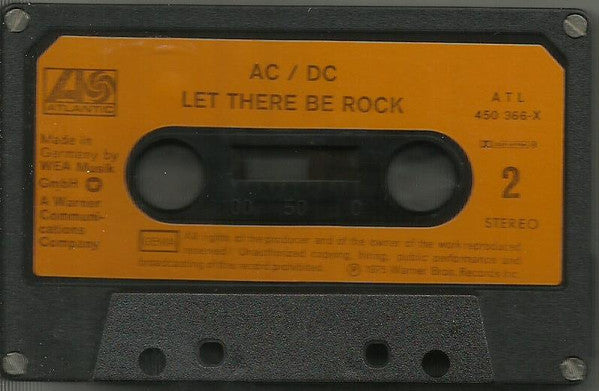 AC / DC
LET THERE BE ROCK
ATLANTIC
ATL
450 366-X
Made in
Germany by
WEA Musik
GmbH
A Warner
Communi-
cations
Company
2
STEREO
100 50 0
GEMA
All rights of the producer and of the owner of the work reproduced
reserved! Unauthorized copying, hiring, public performance and
broadcasting of this record prohibited. ℗ 1975 Warner Bros. Records Inc.